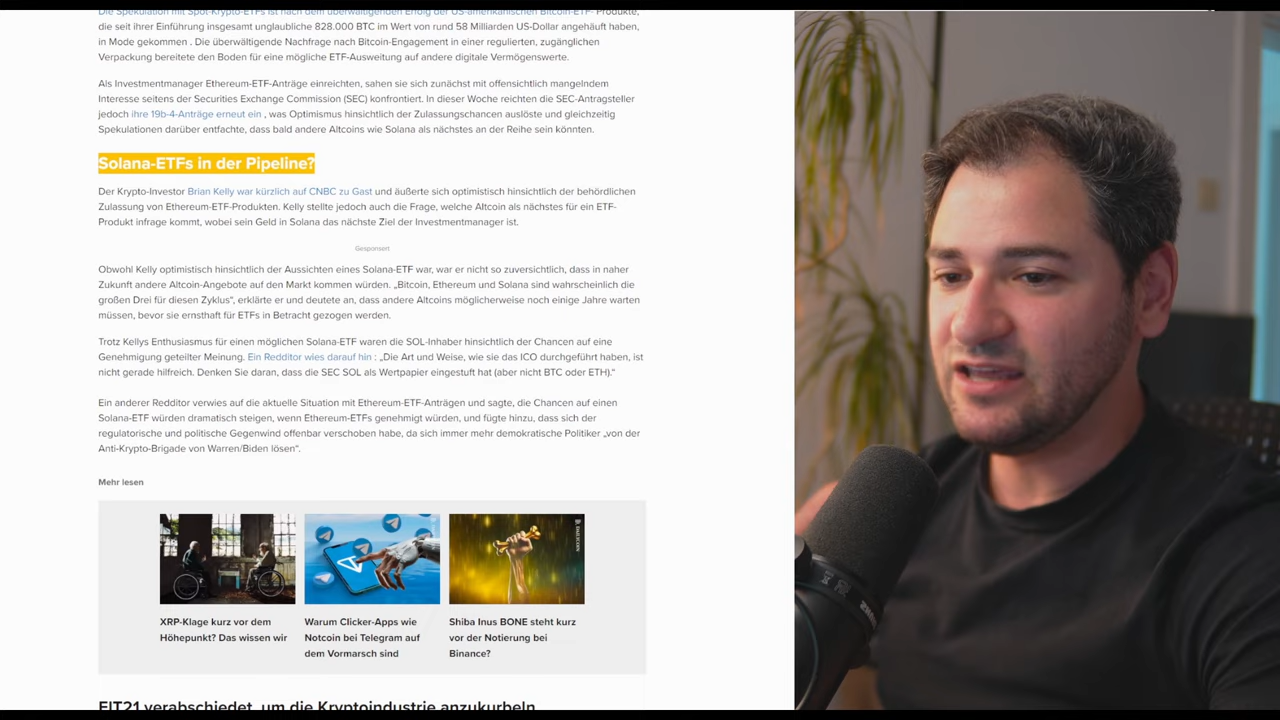 Die Spekulation mit Spot-Krypto-ETFs ist nach dem überwältigenden Erfolg der US-amerikanischen Bitcoin-ETF- Produkte,
die seit ihrer Einführung insgesamt unglaubliche 828.000 BTC im Wert von rund 58 Milliarden US-Dollar angehäuft haben,
in Mode gekommen . Die überwältigende Nachfrage nach Bitcoin-Engagement in einer regulierten, zugänglichen
Verpackung bereitete den Boden für eine mögliche ETF-Ausweitung auf andere digitale Vermögenswerte.
Als Investmentmanager Ethereum-ETF-Anträge einreichten, sahen sie sich zunächst mit offensichtlich mangelndem
Interesse seitens der Securities Exchange Commission (SEC) konfrontiert. In dieser Woche reichten die SEC-Antragsteller
jedoch ihre 19b-4-Anträge erneut ein , was Optimismus hinsichtlich der Zulassungschancen auslöste und gleichzeitig
Spekulationen darüber entfachte, dass bald andere Altcoins wie Solana als nächstes an der Reihe sein könnten.
Solana-ETFs in der Pipeline?
Der Krypto-Investor Brian Kelly war kürzlich auf CNBC zu Gast und äußerte sich optimistisch hinsichtlich der behördlichen
Zulassung von Ethereum-ETF-Produkten. Kelly stellte jedoch auch die Frage, welche Altcoin als nächstes für ein ETF-
Produkt infrage kommt, wobei sein Geld in Solana das nächste Ziel der Investmentmanager ist.
Gesponsert
Obwohl Kelly optimistisch hinsichtlich der Aussichten eines Solana-ETF war, war er nicht so zuversichtlich, dass in naher
Zukunft andere Altcoin-Angebote auf den Markt kommen würden. „Bitcoin, Ethereum und Solana sind wahrscheinlich die
großen Drei für diesen Zyklus“, erklärte er und deutete an, dass andere Altcoins möglicherweise noch einige Jahre warten
müssen, bevor sie ernsthaft für ETFs in Betracht gezogen werden.
Trotz Kellys Enthusiasmus für einen möglichen Solana-ETF waren die SOL-Inhaber hinsichtlich der Chancen auf eine
Genehmigung geteilter Meinung. Ein Redditor wies darauf hin : „Die Art und Weise, wie sie das ICO durchgeführt haben, ist
nicht gerade hilfreich. Denken Sie daran, dass die SEC SOL als Wertpapier eingestuft hat (aber nicht BTC oder ETH).“
Ein anderer Redditor verwies auf die aktuelle Situation mit Ethereum-ETF-Anträgen und sagte, die Chancen auf einen
Solana-ETF würden dramatisch steigen, wenn Ethereum-ETFs genehmigt würden, und fügte hinzu, dass sich der
regulatorische und politische Gegenwind offenbar verschoben habe, da sich immer mehr demokratische Politiker „von der
Anti-Krypto-Brigade von Warren/Biden lösen“.
Mehr lesen
XRP-Klage kurz vor dem
Höhepunkt? Das wissen wir
Warum Clicker-Apps wie
Notcoin bei Telegram auf
dem Vormarsch sind
Shiba Inus BONE steht kurz
vor der Notierung bei
Binance?
FIT21 verabschiedet, um die Kryptoindustrie anzukurbeln